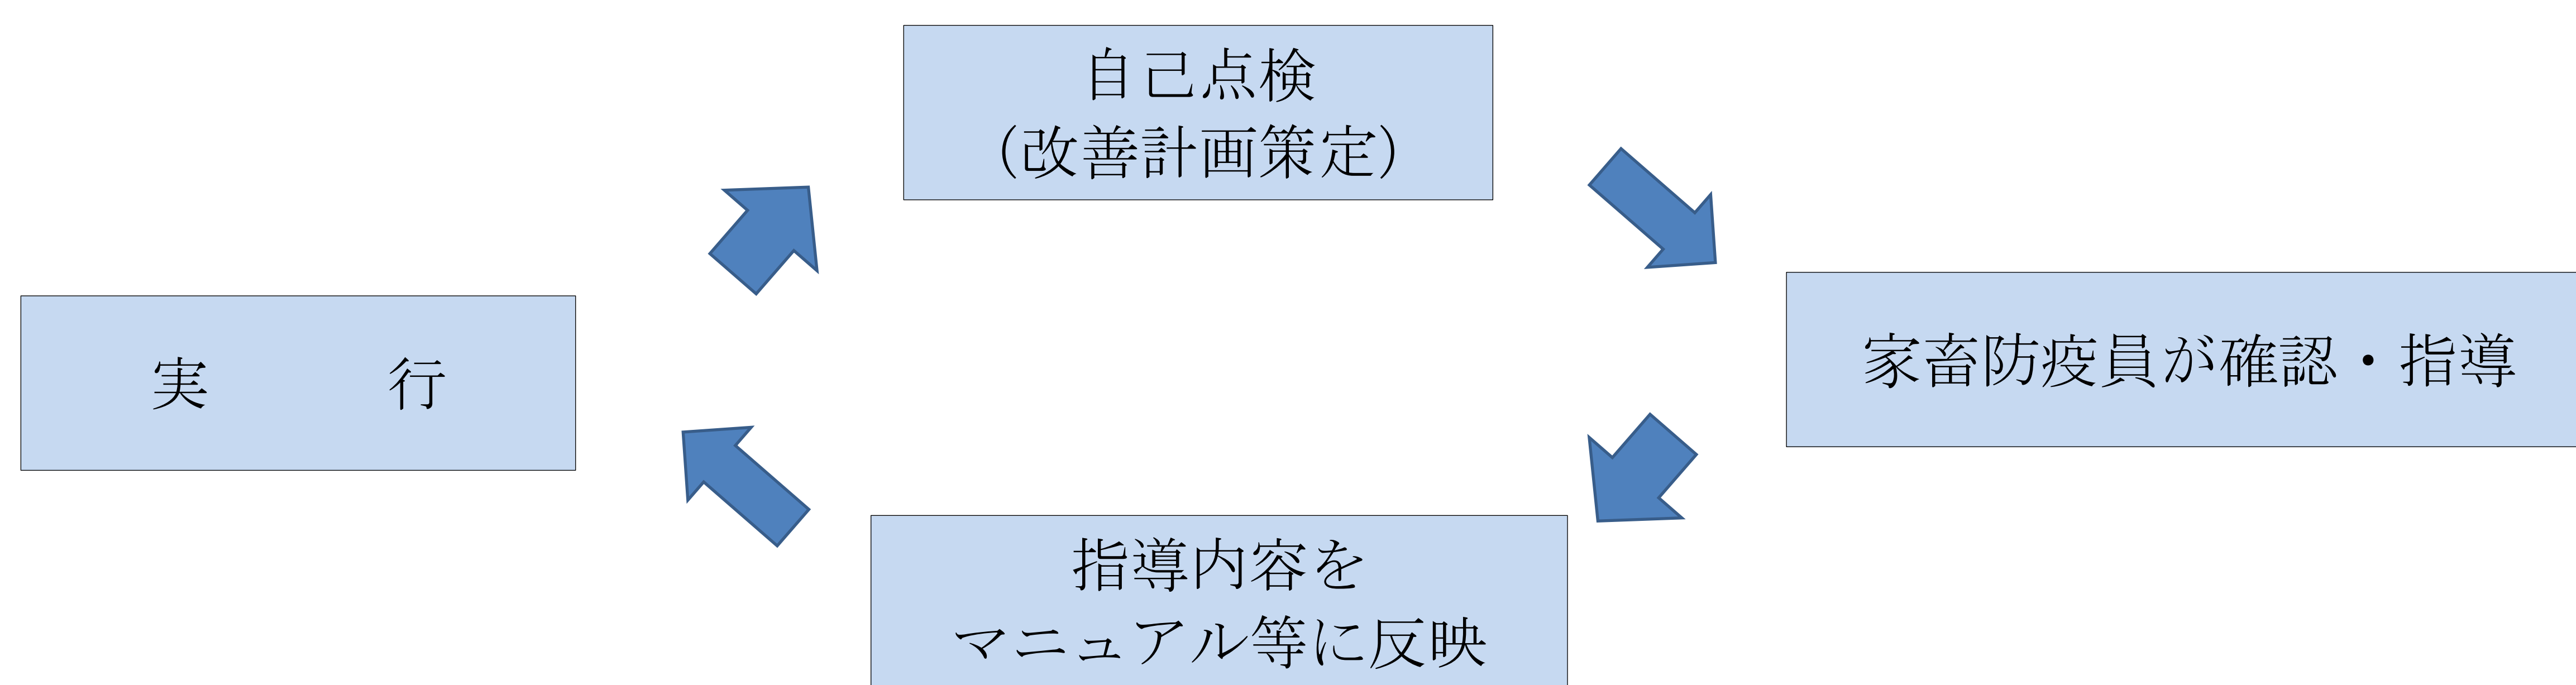 自己点検
（改善計画策定）
家畜防疫員が確認・指導
指導内容を
マニュアル等に反映
実　　　行